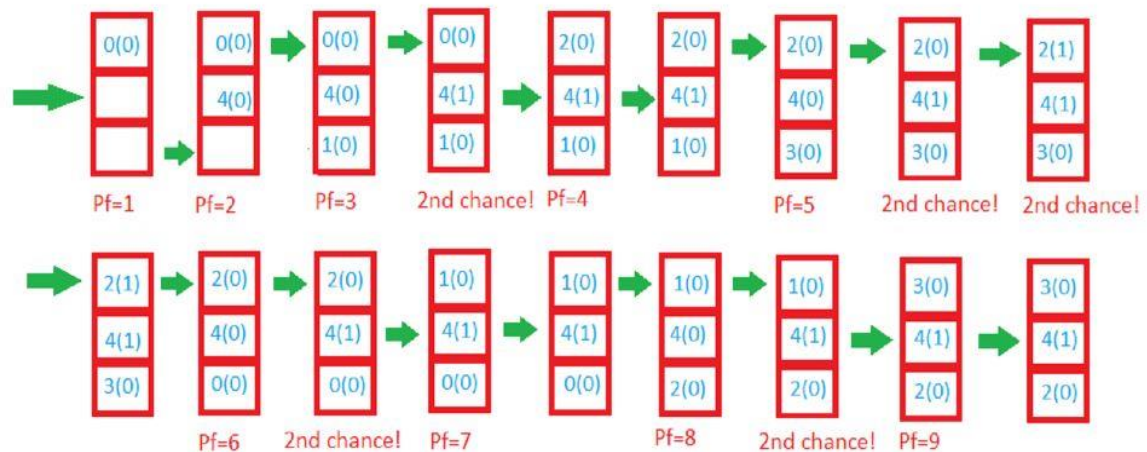 0(0) 0(0) 0(0) 0(0) 2(0) 2(0) 2(0) 2(0) 2(1)
4(0) 4(0) 4(1) 4(1) 4(1) 4(0) 4(1) 4(1)
1(0) 1(0) 1(0) 1(0) 3(0) 3(0) 3(0)
Pf=1 Pf=2 Pf=3 2nd chance! Pf=4 Pf=5 2nd chance! 2nd chance!
2(1) 2(0) 2(0) 1(0) 1(0) 1(0) 1(0) 3(0) 3(0)
4(1) 4(0) 4(1) 4(1) 4(1) 4(0) 4(1) 4(1) 4(1)
3(0) 0(0) 0(0) 0(0) 0(0) 2(0) 2(0) 2(0) 2(0)
Pf=6 2nd chance! Pf=7 Pf=8 2nd chance! Pf=9